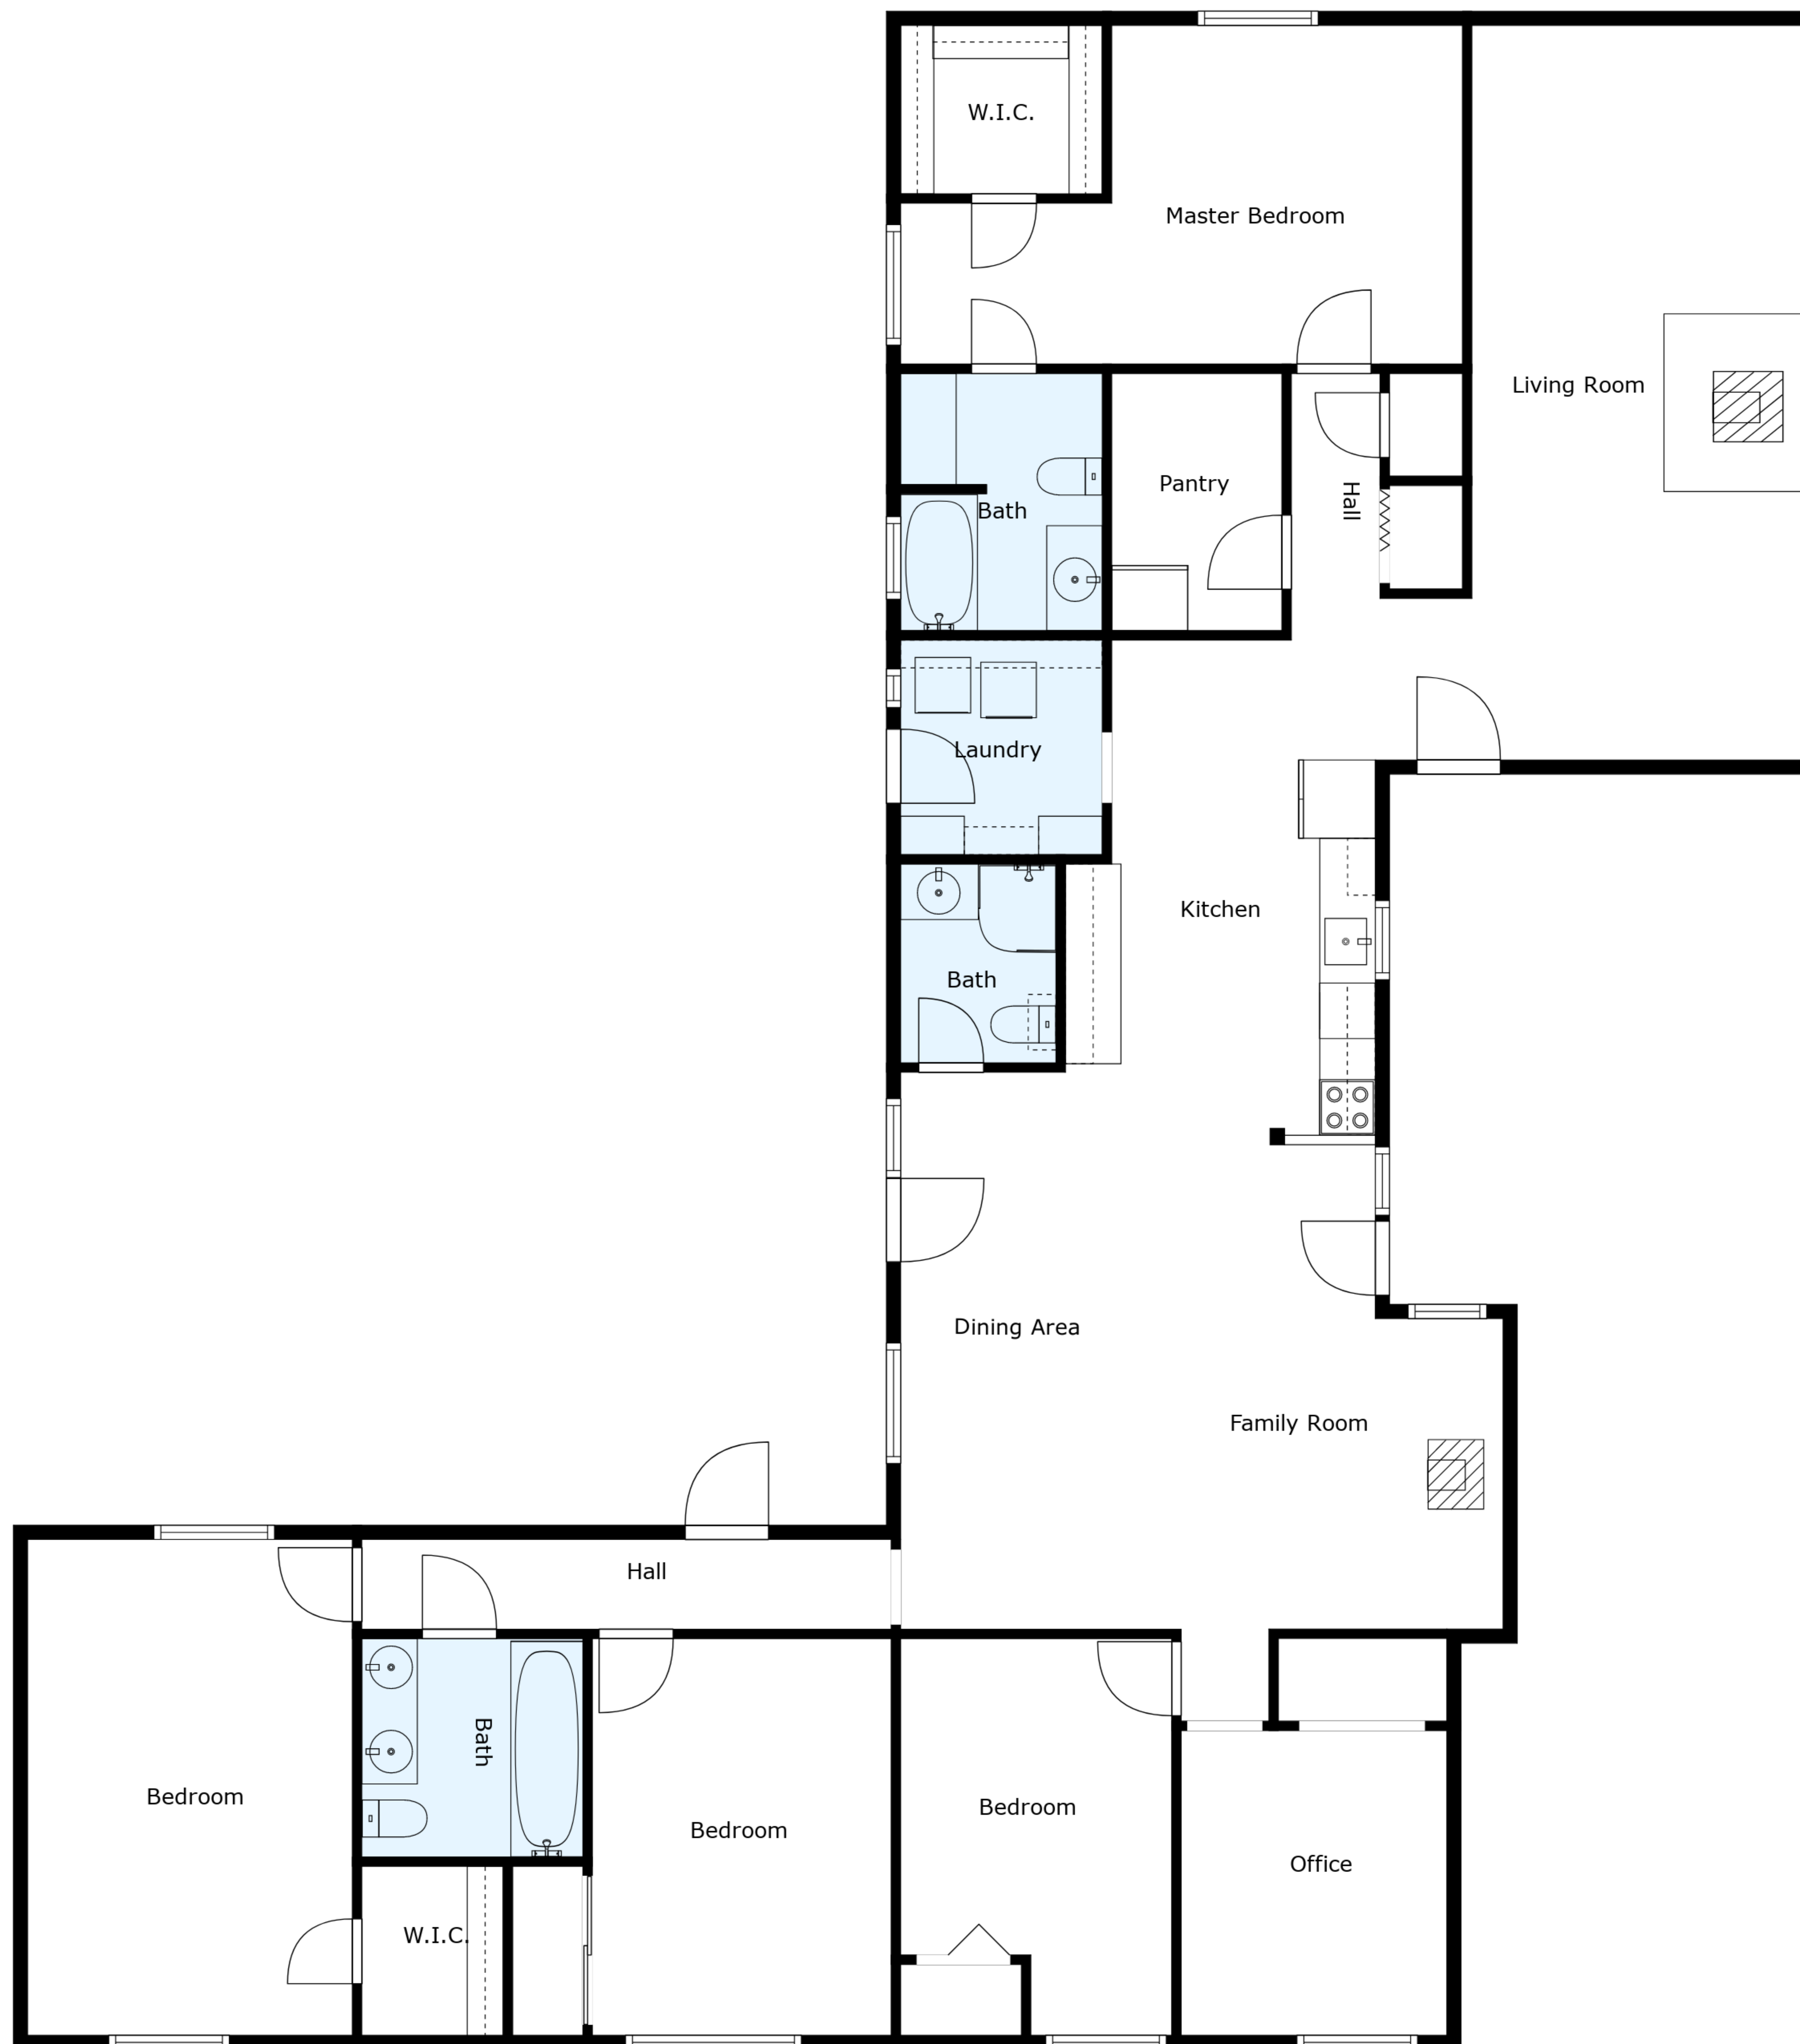 W.I.C.
Master Bedroom
Living Room
Pantry
Hall
Bath
Laundry
Kitchen
Bath
Dining Area
Family Room
Hall
Bath
Bedroom
Bedroom
Bedroom
Office
W.I.C.